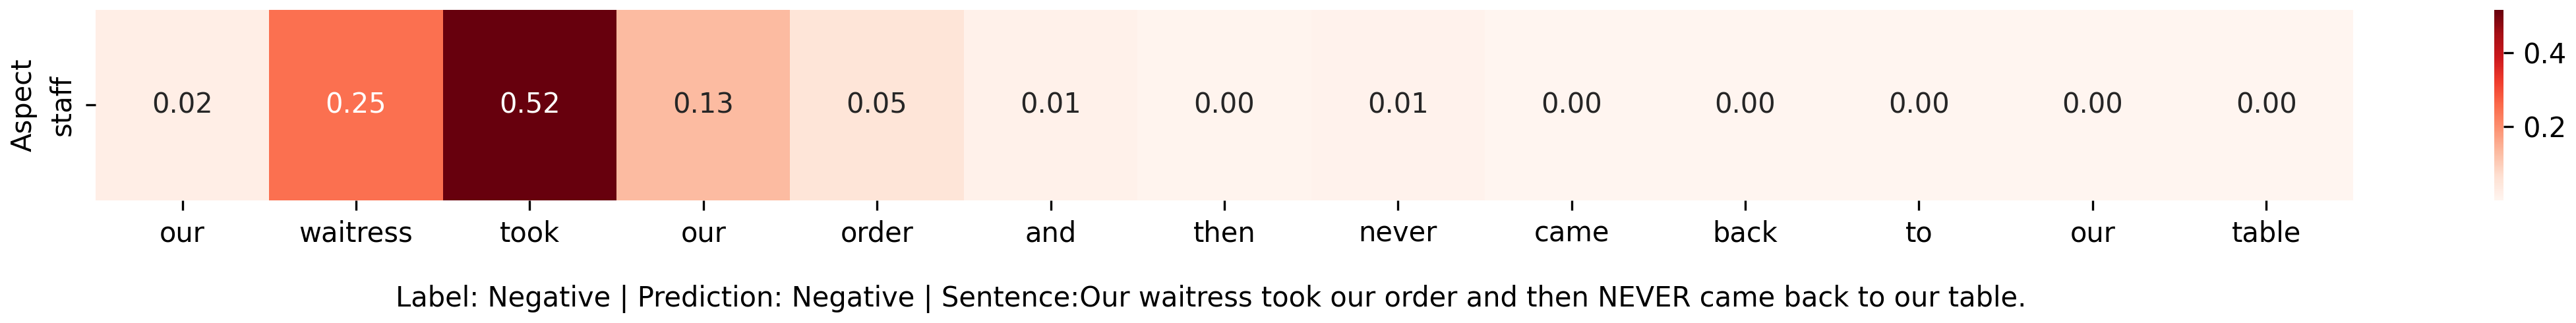 Aspect
staff
0.02 0.25 0.52 0.13 0.05 0.01 0.00 0.01 0.00 0.00 0.00 0.00 0.00
our waitress took our order and then never came back to our table
0.4
0.2
Label: Negative | Prediction: Negative | Sentence:Our waitress took our order and then NEVER came back to our table.